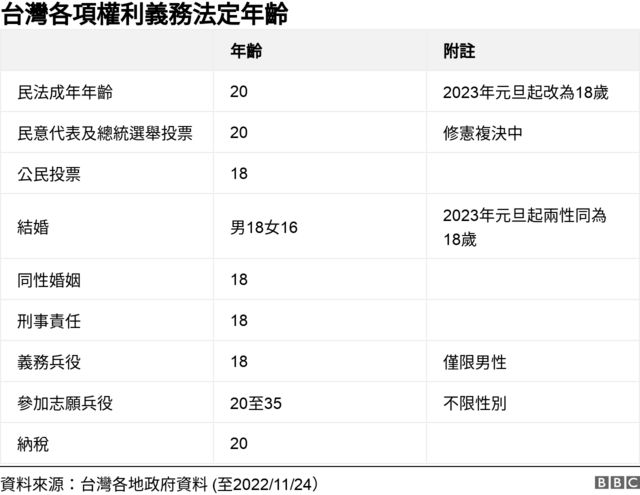 台灣各項權利義務法定年齡
年齡 附註
民法成年年齡 20 2023年元旦起改為18歲
民意代表及總統選舉投票 20 修憲複決中
公民投票 18
結婚 男18女16 2023年元旦起兩性同為
18歲
同性婚姻 18
刑事責任 18
義務兵役 18 僅限男性
參加志願兵役 20至35 不限性別
納稅 20
資料來源：台灣各地政府資料 (至2022/11/24）
BBC